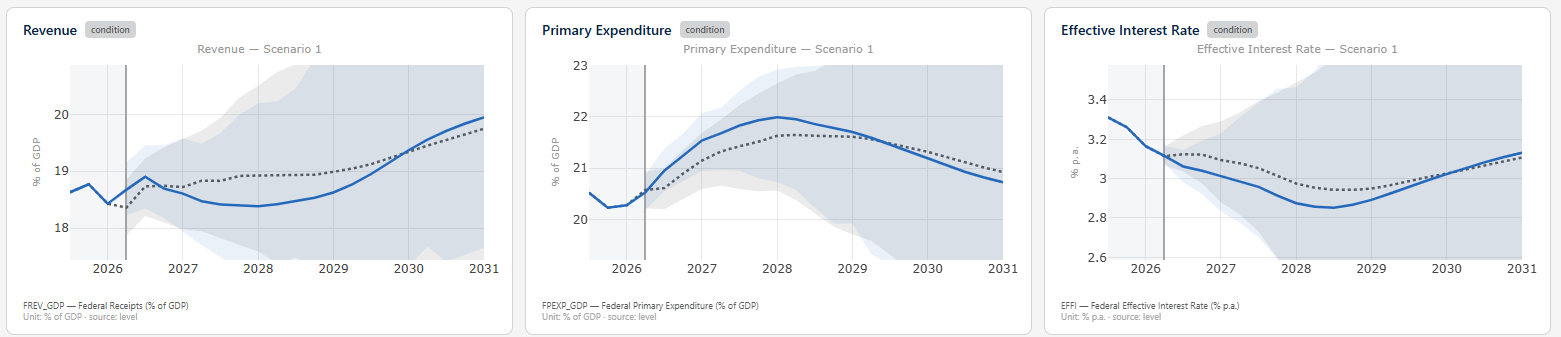 Revenue condition
Revenue — Scenario 1
% of GDP
20
19
18
2026 2027 2028 2029 2030 2031
FREV_GDP — Federal Receipts (% of GDP)
Unit: % of GDP · source: level
Primary Expenditure condition
Primary Expenditure — Scenario 1
% of GDP
23
22
21
20
2026 2027 2028 2029 2030 2031
FPEXP_GDP — Federal Primary Expenditure (% of GDP)
Unit: % of GDP · source: level
Effective Interest Rate condition
Effective Interest Rate — Scenario 1
% p.a.
3.4
3.2
3
2.8
2.6
2026 2027 2028 2029 2030 2031
EFFI — Federal Effective Interest Rate (% p.a.)
Unit: % p.a. · source: level